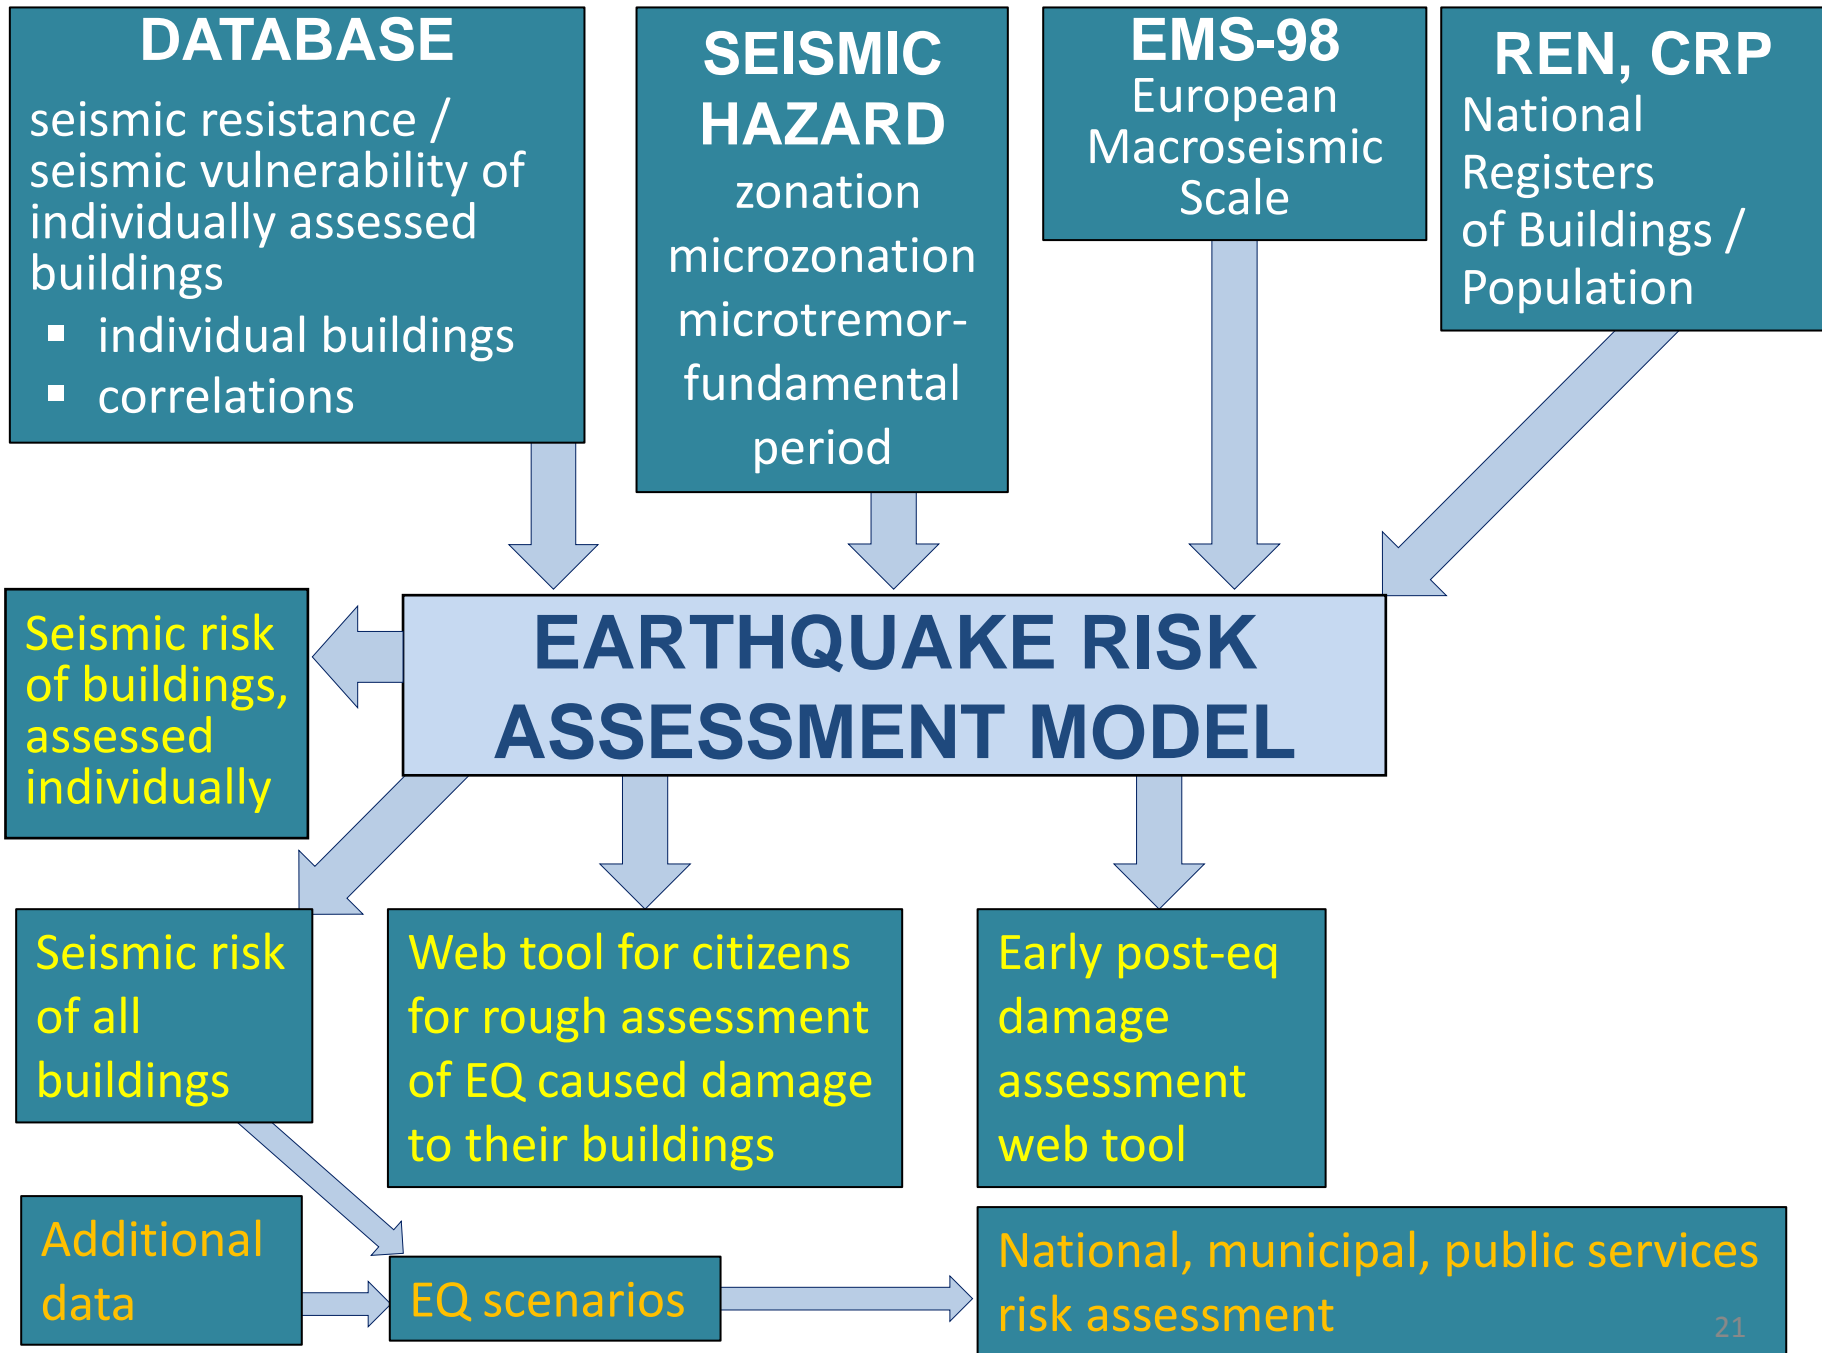 DATABASE
seismic resistance /
seismic vulnerability of
individually assessed
buildings
▪ individual buildings
▪ correlations
SEISMIC
HAZARD
zonation
microzonation
microtremor-
fundamental
period
EMS-98
European
Macroseismic
Scale
REN, CRP
National
Registers
of Buildings /
Population
EARTHQUAKE RISK
ASSESSMENT MODEL
Seismic risk
of buildings,
assessed
individually
Seismic risk
of all
buildings
Web tool for citizens
for rough assessment
of EQ caused damage
to their buildings
Early post-eq
damage
assessment
web tool
Additional
data
EQ scenarios
National, municipal, public services
risk assessment
21